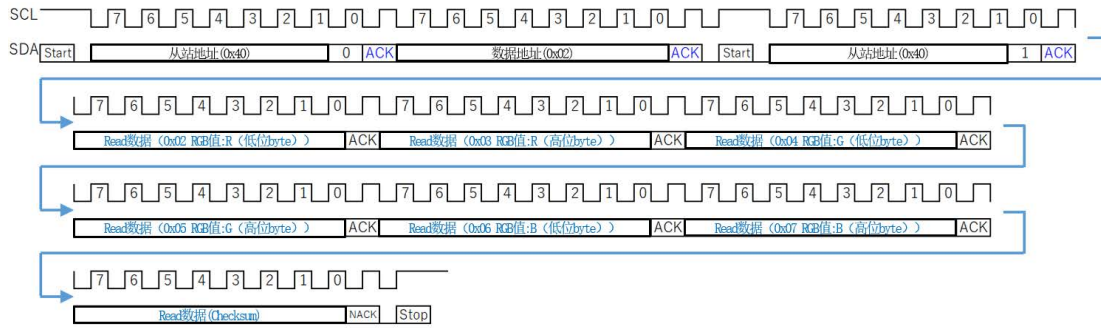 SCL 7 6 5 4 3 2 1 0 7 6 5 4 3 2 1 0 7 6 5 4 3 2 1 0
SDA Start 从站地址(0x40) 0 ACK 数据地址(0x02) ACK Start 从站地址(0x40) 1 ACK
7 6 5 4 3 2 1 0 7 6 5 4 3 2 1 0 7 6 5 4 3 2 1 0
Read数据（0x02 RGB值:R（低位byte）） ACK Read数据（0x03 RGB值:R（高位byte）） ACK Read数据（0x04 RGB值:G（低位byte）） ACK
7 6 5 4 3 2 1 0 7 6 5 4 3 2 1 0 7 6 5 4 3 2 1 0
Read数据（0x05 RGB值:G（高位byte）） ACK Read数据（0x06 RGB值:B（低位byte）） ACK Read数据（0x07 RGB值:B（高位byte）） ACK
7 6 5 4 3 2 1 0
Read数据(Checksum) NACK Stop